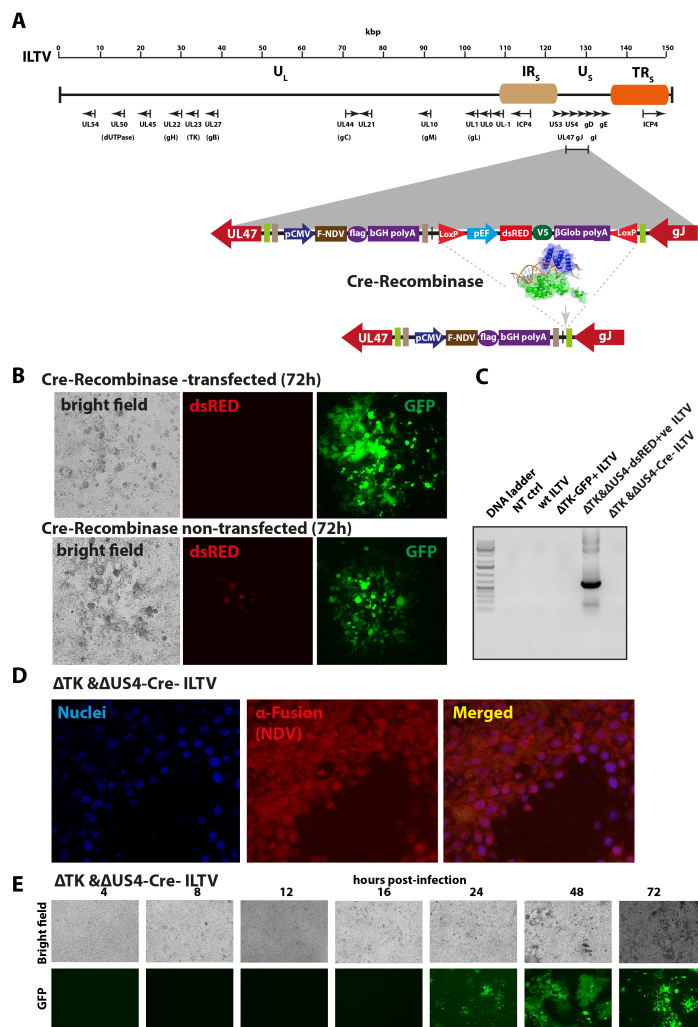 A
kbp
ILTV
0 10 20 30 40 50 60 70 80 90 100 110 120 130 140 150
UL IRS US TRS
UL54 UL50 UL45 UL22 UL23 UL27 UL44 UL21 UL10 UL1 UL0 UL-1 ICP4 US3 US4 gD gE ICP4
(dUTPase) (gH) (TK) (gB) (gC) (gM) (gL) UL47 gJ gI
UL47 pCMV F-NDV flag bGH polyA LoxP pEF dsRED V5 βGlob polyA LoxP gJ
Cre-Recombinase
UL47 pCMV F-NDV flag bGH polyA gJ
B
Cre-Recombinase -transfected (72h)
bright field dsRED GFP
Cre-Recombinase non-transfected (72h)
bright field dsRED GFP
C
DNA ladder
NT ctrl
wt ILTV
ΔTK-GFP+ ILTV
ΔTK&ΔUS4-dsRED+ve ILTV
ΔTK &ΔUS4-Cre- ILTV
D
ΔTK &ΔUS4-Cre- ILTV
Nuclei α-Fusion Merged
(NDV)
E
ΔTK &ΔUS4-Cre- ILTV
hours post-infection
4 8 12 16 24 48 72
Bright field
GFP